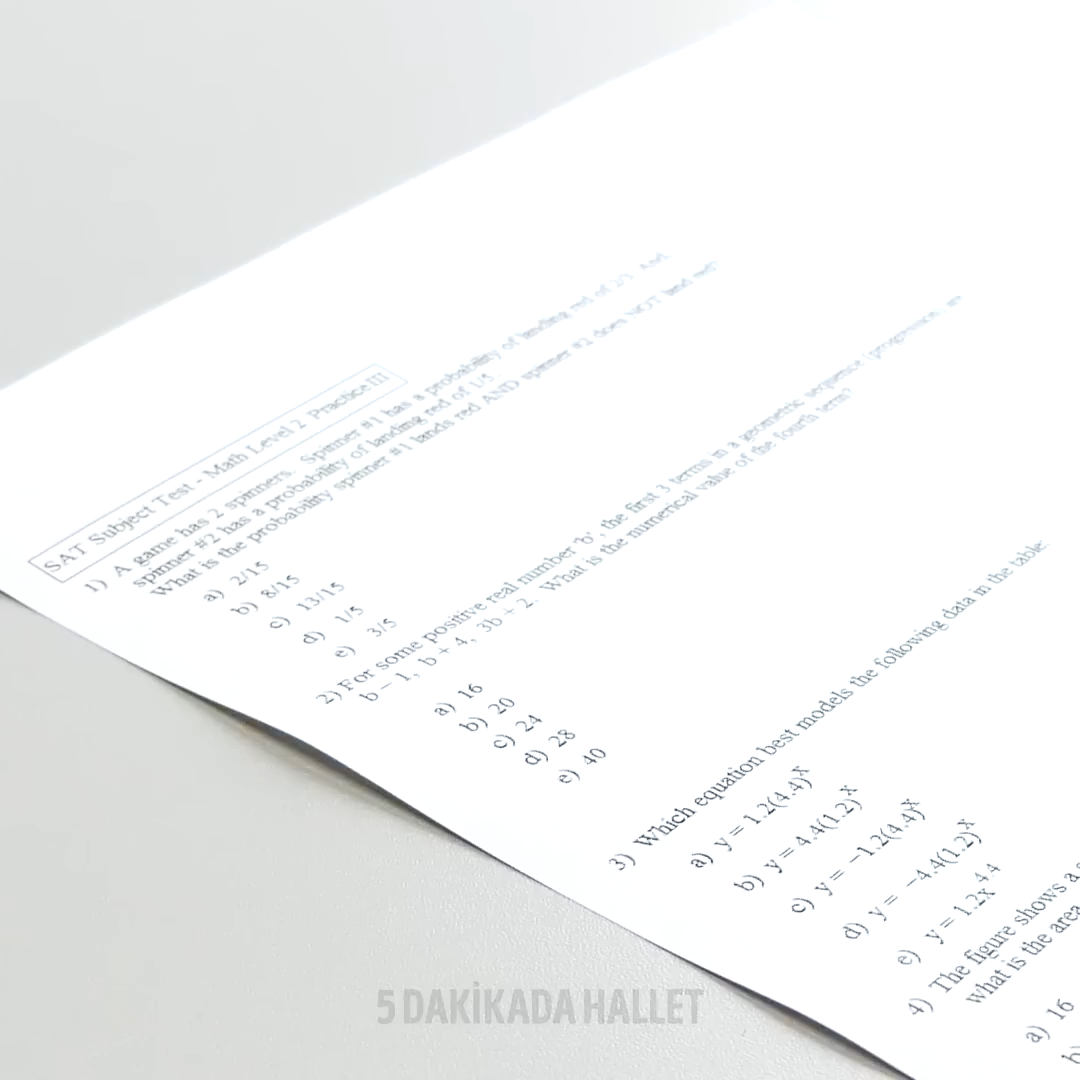 SAT Subject Test - Math Level 2 Practice III
1) A game has 2 spinners. Spinner #1 has a probability of landing red of 2/3. And
spinner #2 has a probability of landing red of 1/5.
What is the probability spinner #1 lands red AND spinner #2 does NOT land red?
a) 2/15
b) 8/15
c) 13/15
d) 1/5
e) 3/5
2) For some positive real number 'b', the first 3 terms in a geometric sequence (progression)
b – 1, b + 4, 3b + 2. What is the numerical value of the fourth term?
a) 16
b) 20
c) 24
d) 28
e) 40
3) Which equation best models the following data in the table:
a) y = 1.2(4.4)^x
b) y = 4.4(1.2)^x
c) y = –1.2(4.4)^x
d) y = –4.4(1.2)^x
e) y = 1.2x^4.4
4) The figure shows a
what is the area
a) 16
b)
5 DAKİKADA HALLET